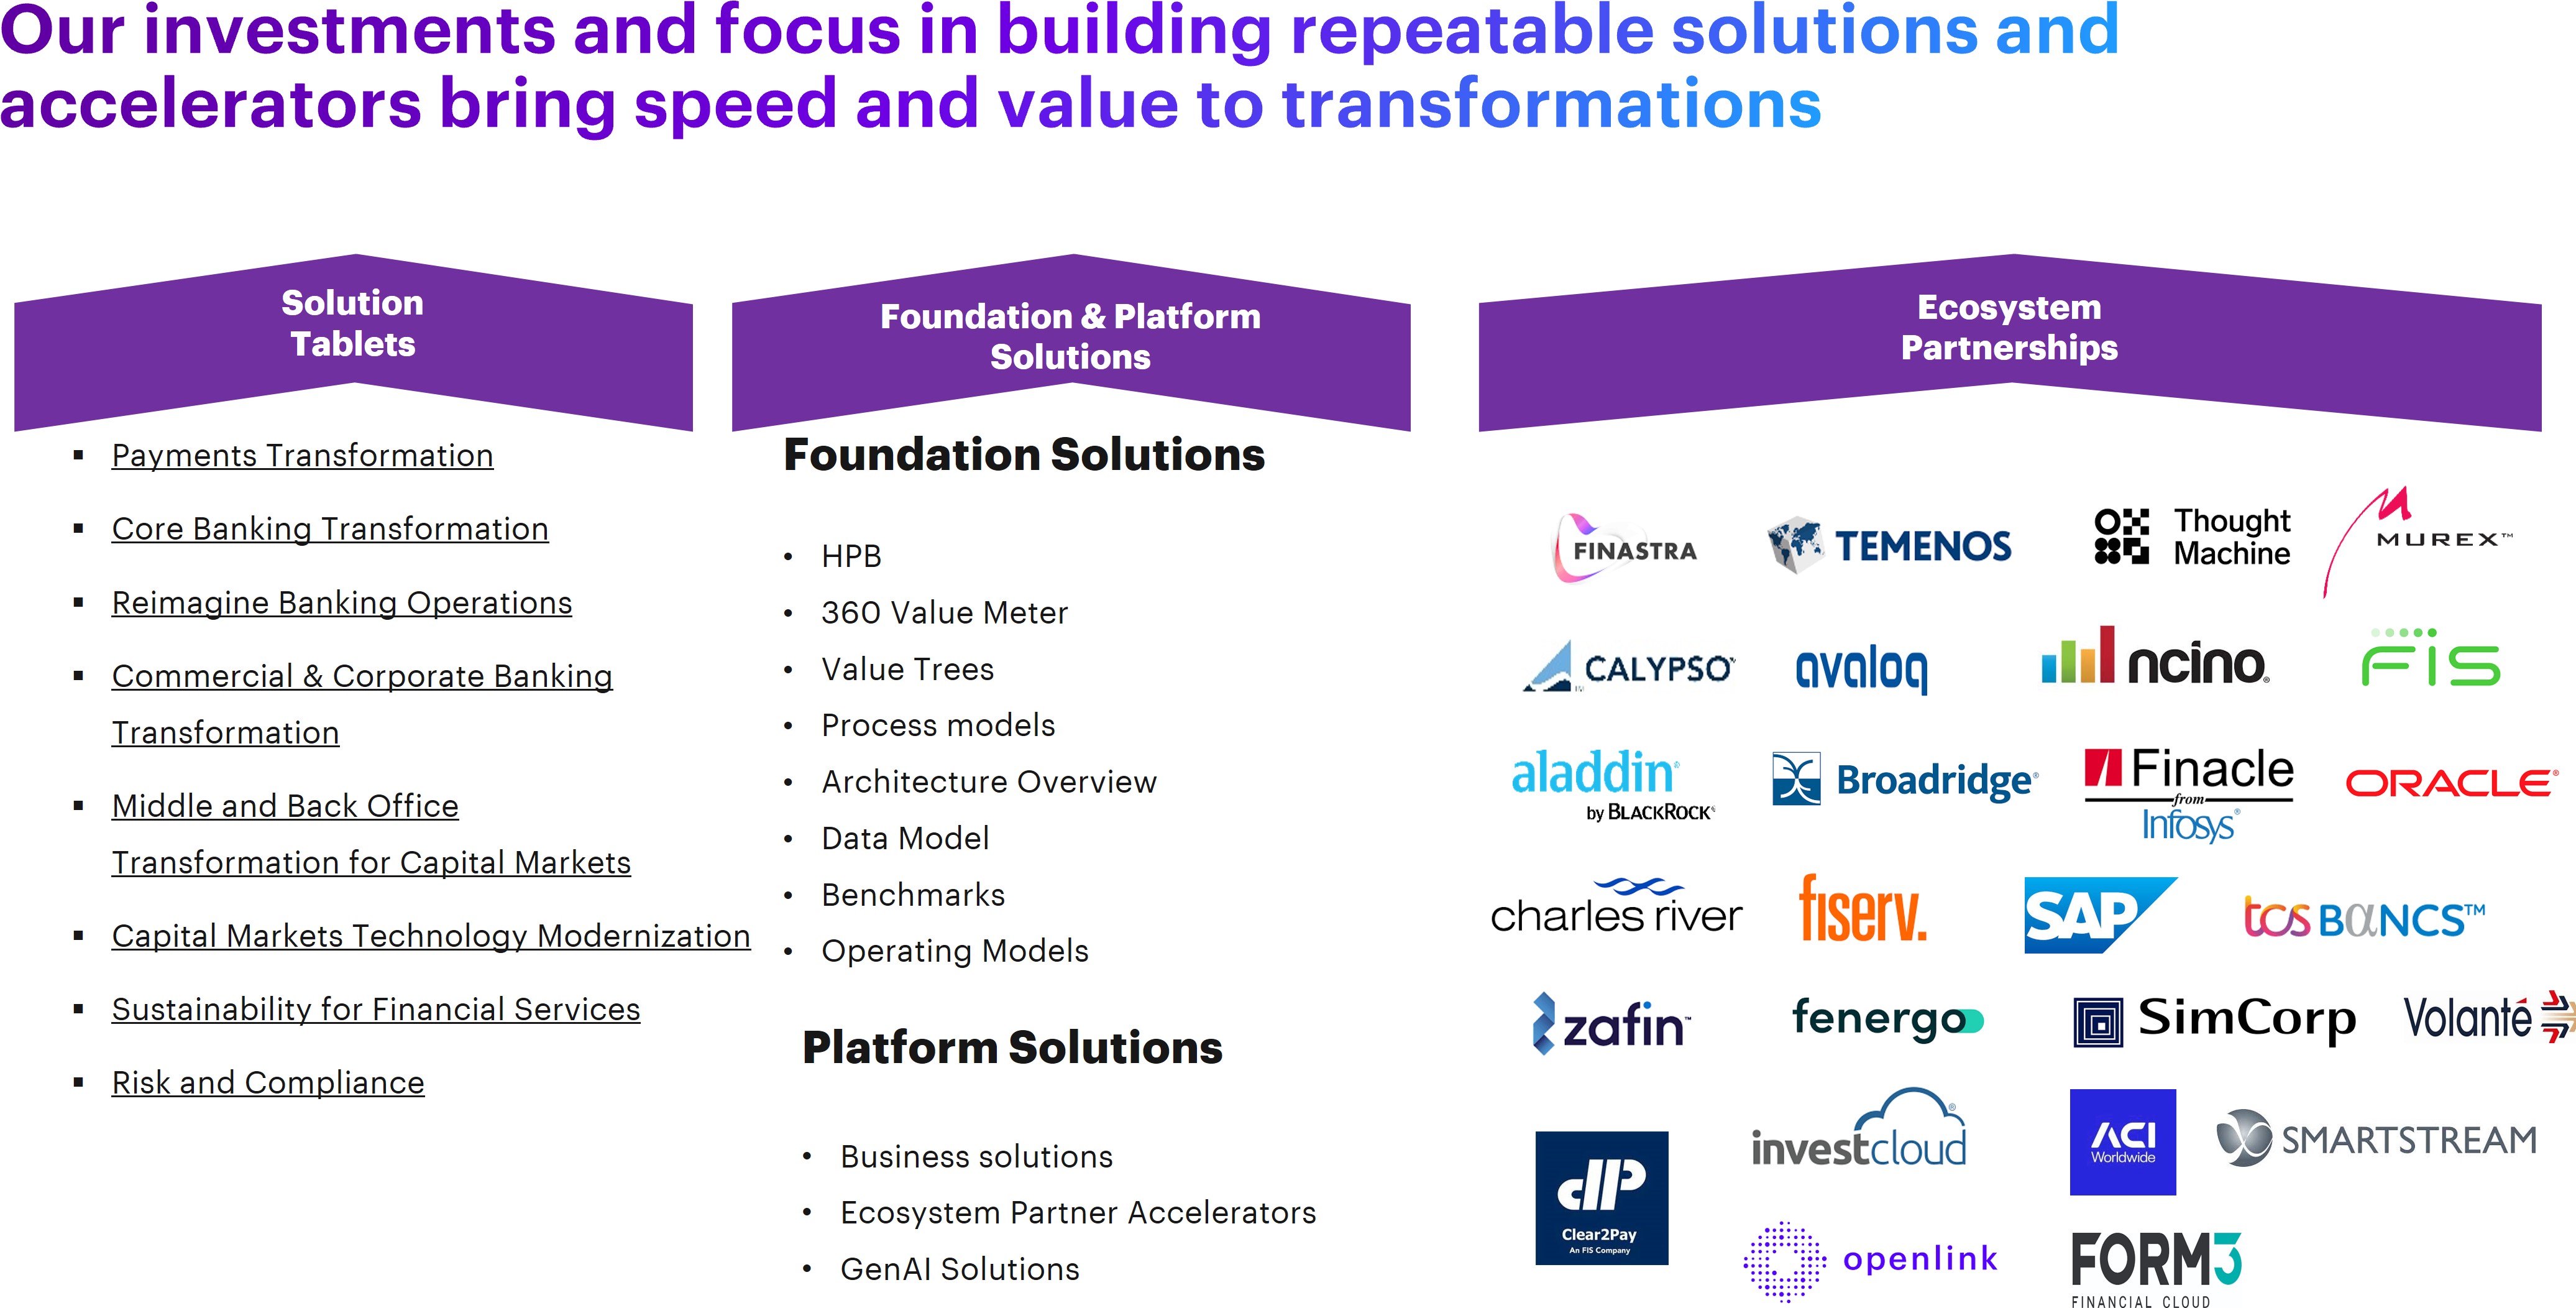 Our investments and focus in building repeatable solutions and
accelerators bring speed and value to transformations
Solution
Tablets
Payments Transformation
Core Banking Transformation
Reimagine Banking Operations
Commercial & Corporate Banking
Transformation
Middle and Back Office
Transformation for Capital Markets
Capital Markets Technology Modernization
Sustainability for Financial Services
Risk and Compliance
Foundation & Platform
Solutions
Foundation Solutions
HPB
360 Value Meter
Value Trees
Process models
Architecture Overview
Data Model
Benchmarks
Operating Models
Platform Solutions
Business solutions
Ecosystem Partner Accelerators
GenAI Solutions
Ecosystem
Partnerships
FINASTRA
TEMENOS
Thought
Machine
MUREX™
CALYPSO
avaloq
ncino®
FIS
aladdin®
by BLACKROCK®
Broadridge®
Finacle
from
Infosys®
ORACLE®
charles river
fiserv.
SAP
tcs BαNCS™
zafin™
fenergo
SimCorp
Volanté
Clear2Pay
An FIS Company
investcloud®
ACI
Worldwide
SMARTSTREAM
openlink
FORM3
FINANCIAL CLOUD